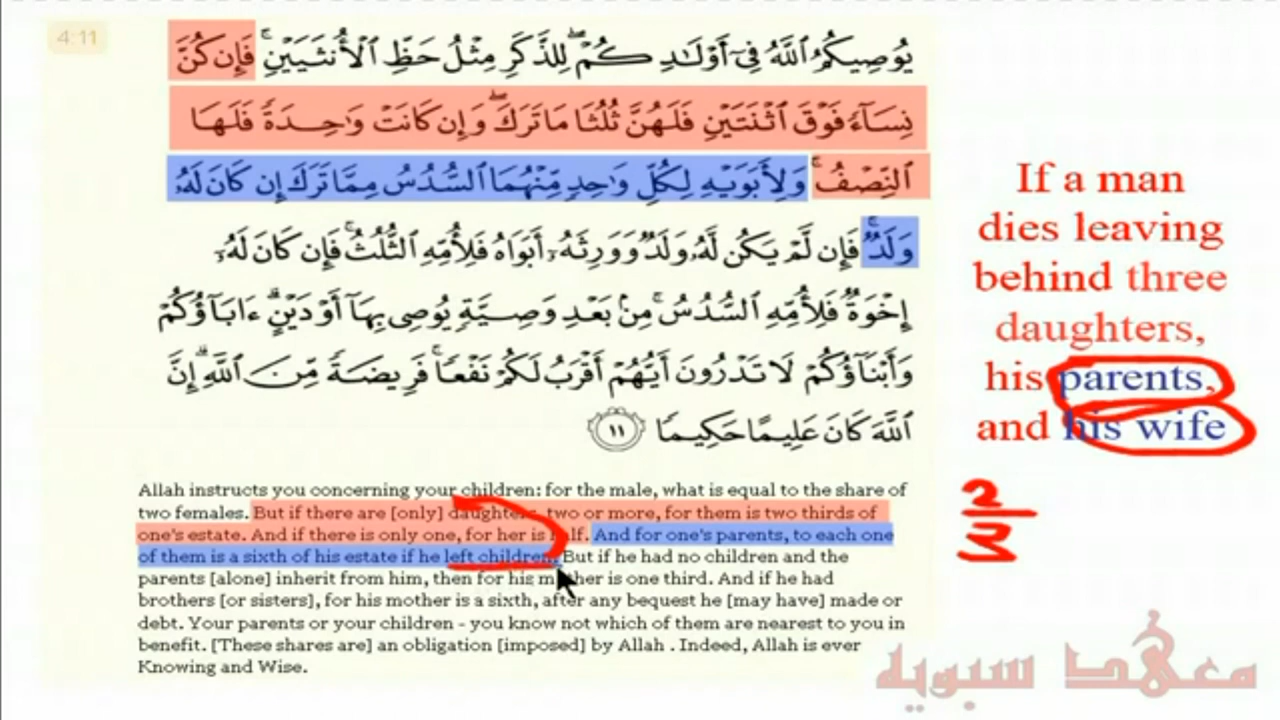 4:11
يُوصِيكُمُ ٱللَّهُ فِىٓ أَوْلَـٰدِكُمْ ۖ لِلذَّكَرِ مِثْلُ حَظِّ ٱلْأُنثَيَيْنِ ۚ فَإِن كُنَّ
نِسَآءً فَوْقَ ٱثْنَتَيْنِ فَلَهُنَّ ثُلُثَا مَا تَرَكَ ۖ وَإِن كَانَتْ وَٰحِدَةً فَلَهَا
ٱلنِّصْفُ ۚ وَلِأَبَوَيْهِ لِكُلِّ وَٰحِدٍ مِّنْهُمَا ٱلسُّدُسُ مِمَّا تَرَكَ إِن كَانَ لَهُۥ
وَلَدٌ ۚ فَإِن لَّمْ يَكُن لَّهُۥ وَلَدٌ وَوَرِثَهُۥٓ أَبَوَاهُ فَلِأُمِّهِ ٱلثُّلُثُ ۚ فَإِن كَانَ لَهُۥٓ
إِخْوَةٌ فَلِأُمِّهِ ٱلسُّدُسُ ۚ مِنۢ بَعْدِ وَصِيَّةٍ يُوصِى بِهَآ أَوْ دَيْنٍ ۗ ءَابَآؤُكُمْ
وَأَبْنَآؤُكُمْ لَا تَدْرُونَ أَيُّهُمْ أَقْرَبُ لَكُمْ نَفْعًا ۚ فَرِيضَةً مِّنَ ٱللَّهِ ۗ إِنَّ
ٱللَّهَ كَانَ عَلِيمًا حَكِيمًا ١١
Allah instructs you concerning your children: for the male, what is equal to the share of
two females. But if there are [only] daughters, two or more, for them is two thirds of
one's estate. And if there is only one, for her is half. And for one's parents, to each one
of them is a sixth of his estate if he left children. But if he had no children and the
parents [alone] inherit from him, then for his mother is one third. And if he had
brothers [or sisters], for his mother is a sixth, after any bequest he [may have] made or
debt. Your parents or your children - you know not which of them are nearest to you in
benefit. [These shares are] an obligation [imposed] by Allah . Indeed, Allah is ever
Knowing and Wise.
If a man
dies leaving
behind three
daughters,
his parents,
and his wife
2
3
معهد سبويه